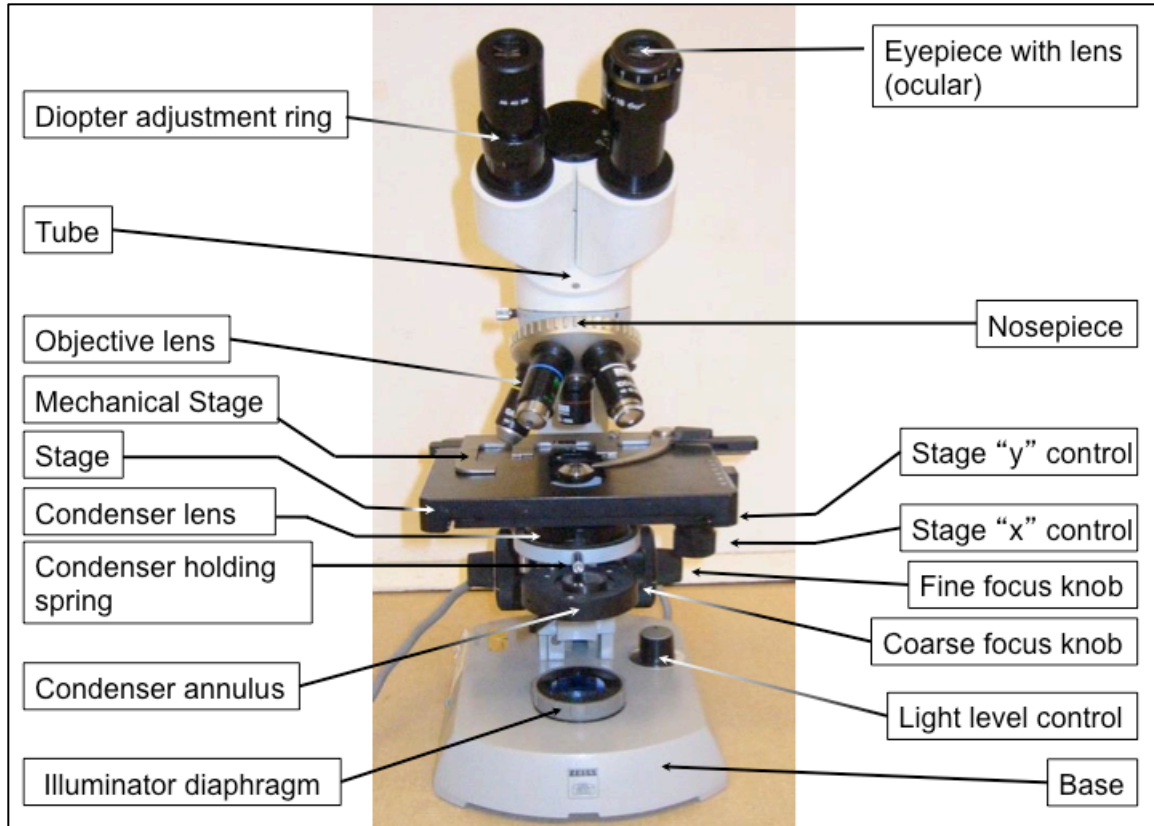 Eyepiece with lens
(ocular)
Diopter adjustment ring
Tube
Nosepiece
Objective lens
Mechanical Stage
Stage
Stage “y” control
Condenser lens
Stage “x” control
Condenser holding
spring
Fine focus knob
Coarse focus knob
Condenser annulus
Light level control
Illuminator diaphragm
ZEISS
Base